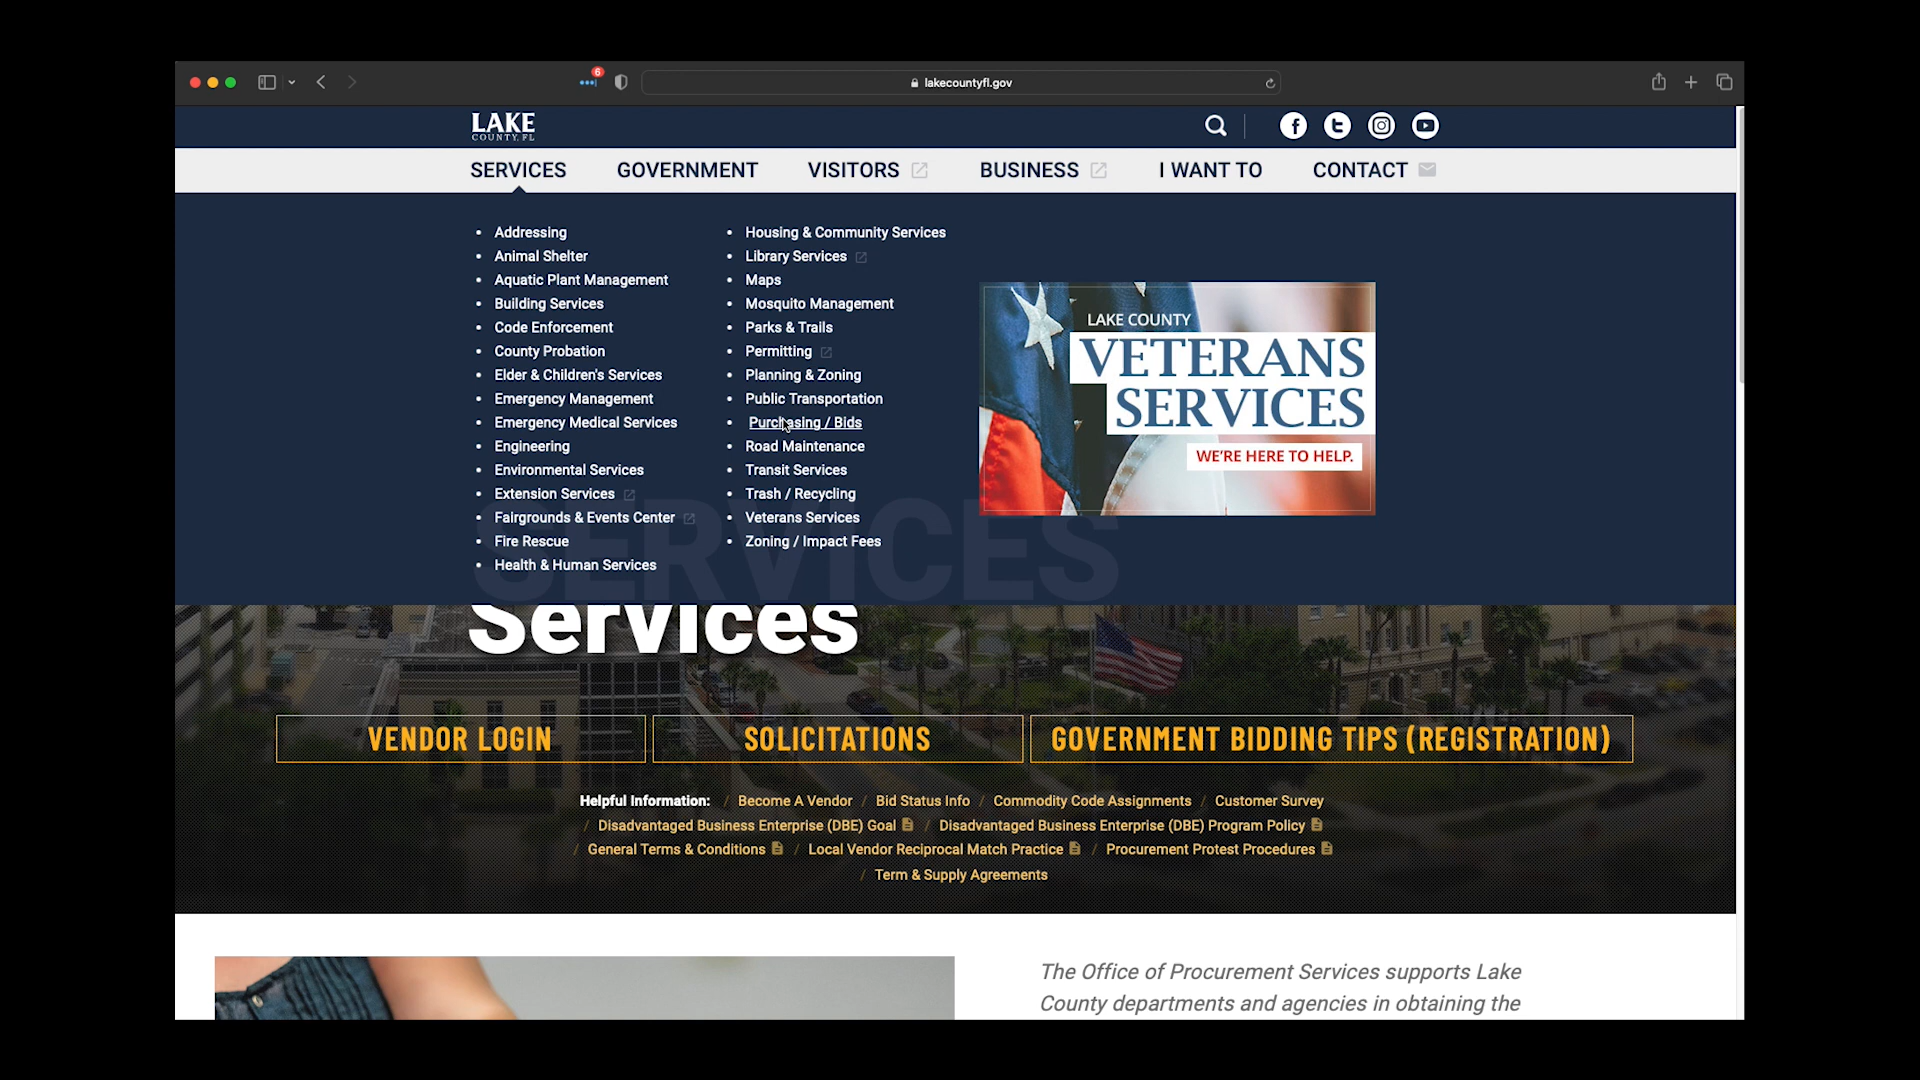 6
lakecountyfl.gov
LAKE
COUNTY, FL
SERVICES GOVERNMENT VISITORS BUSINESS I WANT TO CONTACT
Addressing
Animal Shelter
Aquatic Plant Management
Building Services
Code Enforcement
County Probation
Elder & Children's Services
Emergency Management
Emergency Medical Services
Engineering
Environmental Services
Extension Services
Fairgrounds & Events Center
Fire Rescue
Health & Human Services
Housing & Community Services
Library Services
Maps
Mosquito Management
Parks & Trails
Permitting
Planning & Zoning
Public Transportation
Purchasing / Bids
Road Maintenance
Transit Services
Trash / Recycling
Veterans Services
Zoning / Impact Fees
LAKE COUNTY
VETERANS
SERVICES
WE'RE HERE TO HELP.
SERVICES
Services
VENDOR LOGIN SOLICITATIONS GOVERNMENT BIDDING TIPS (REGISTRATION)
Helpful Information: / Become A Vendor / Bid Status Info / Commodity Code Assignments / Customer Survey
/ Disadvantaged Business Enterprise (DBE) Goal / Disadvantaged Business Enterprise (DBE) Program Policy
/ General Terms & Conditions / Local Vendor Reciprocal Match Practice / Procurement Protest Procedures
/ Term & Supply Agreements
The Office of Procurement Services supports Lake
County departments and agencies in obtaining the